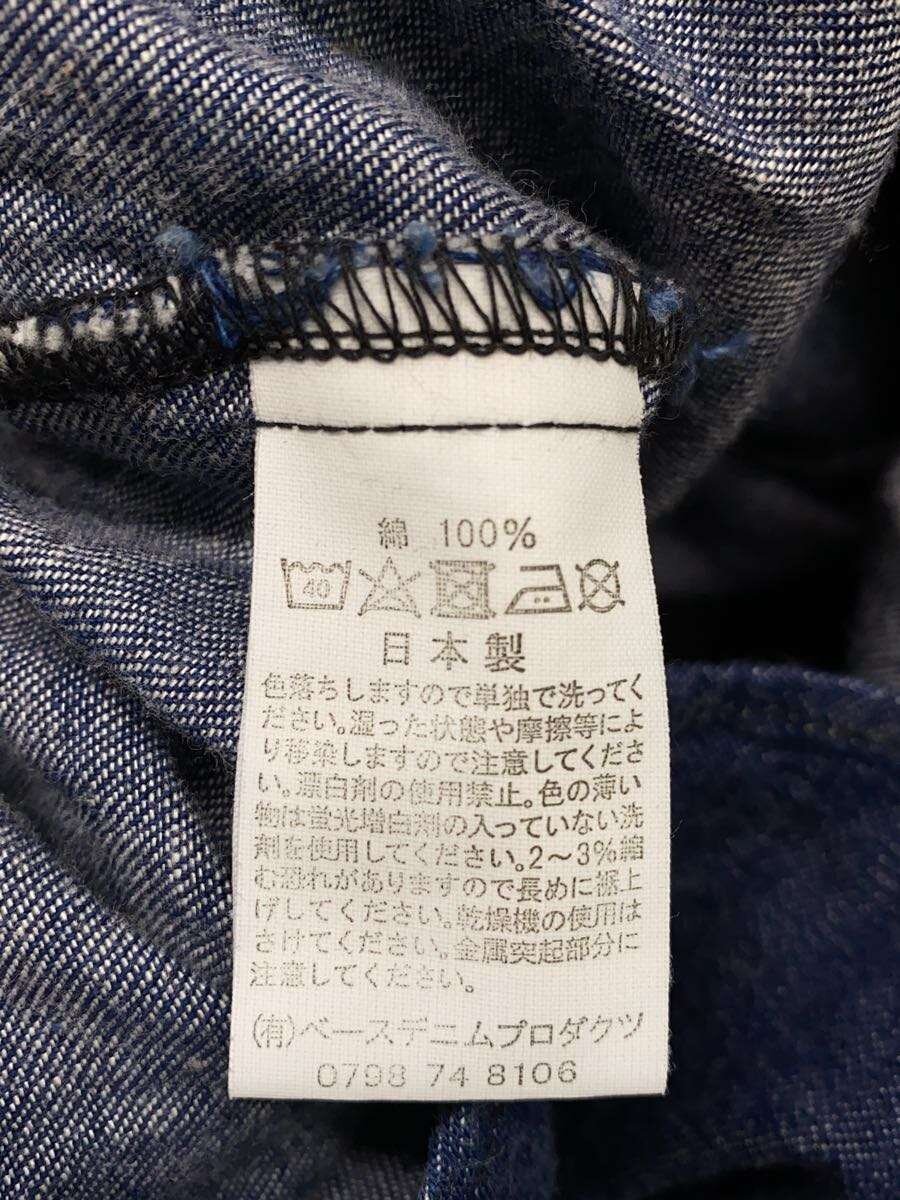 綿 100%
40
日本製
色落ちしますので単独で洗ってく
ださい。湿った状態や摩擦等によ
り移染しますので注意してくださ
い。漂白剤の使用禁止。色の薄い
物は蛍光増白剤の入っていない洗
剤を使用してください。2～3%縮
む恐れがありますので長めに裾上
げしてください。乾燥機の使用は
さけてください。金属突起部分に
注意してください。
(有)ベースデニムプロダクツ
0798 74 8106